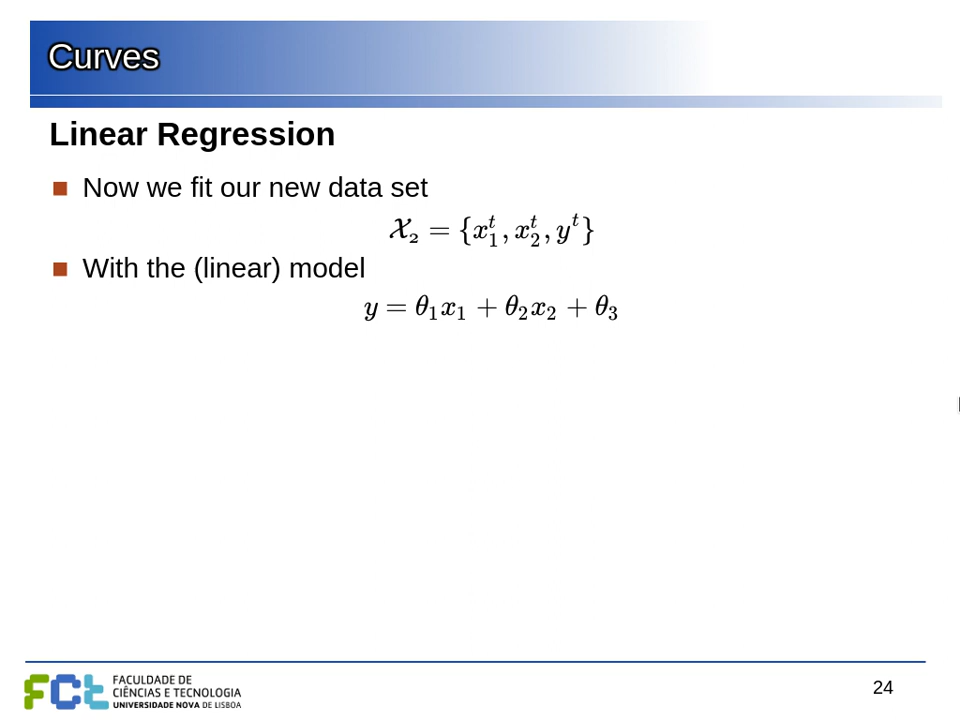 Curves
Linear Regression
Now we fit our new data set
𝒳₂ = {x₁ᵗ, x₂ᵗ, yᵗ}
With the (linear) model
y = θ₁x₁ + θ₂x₂ + θ₃
FCt
FACULDADE DE
CIÊNCIAS E TECNOLOGIA
UNIVERSIDADE NOVA DE LISBOA
24